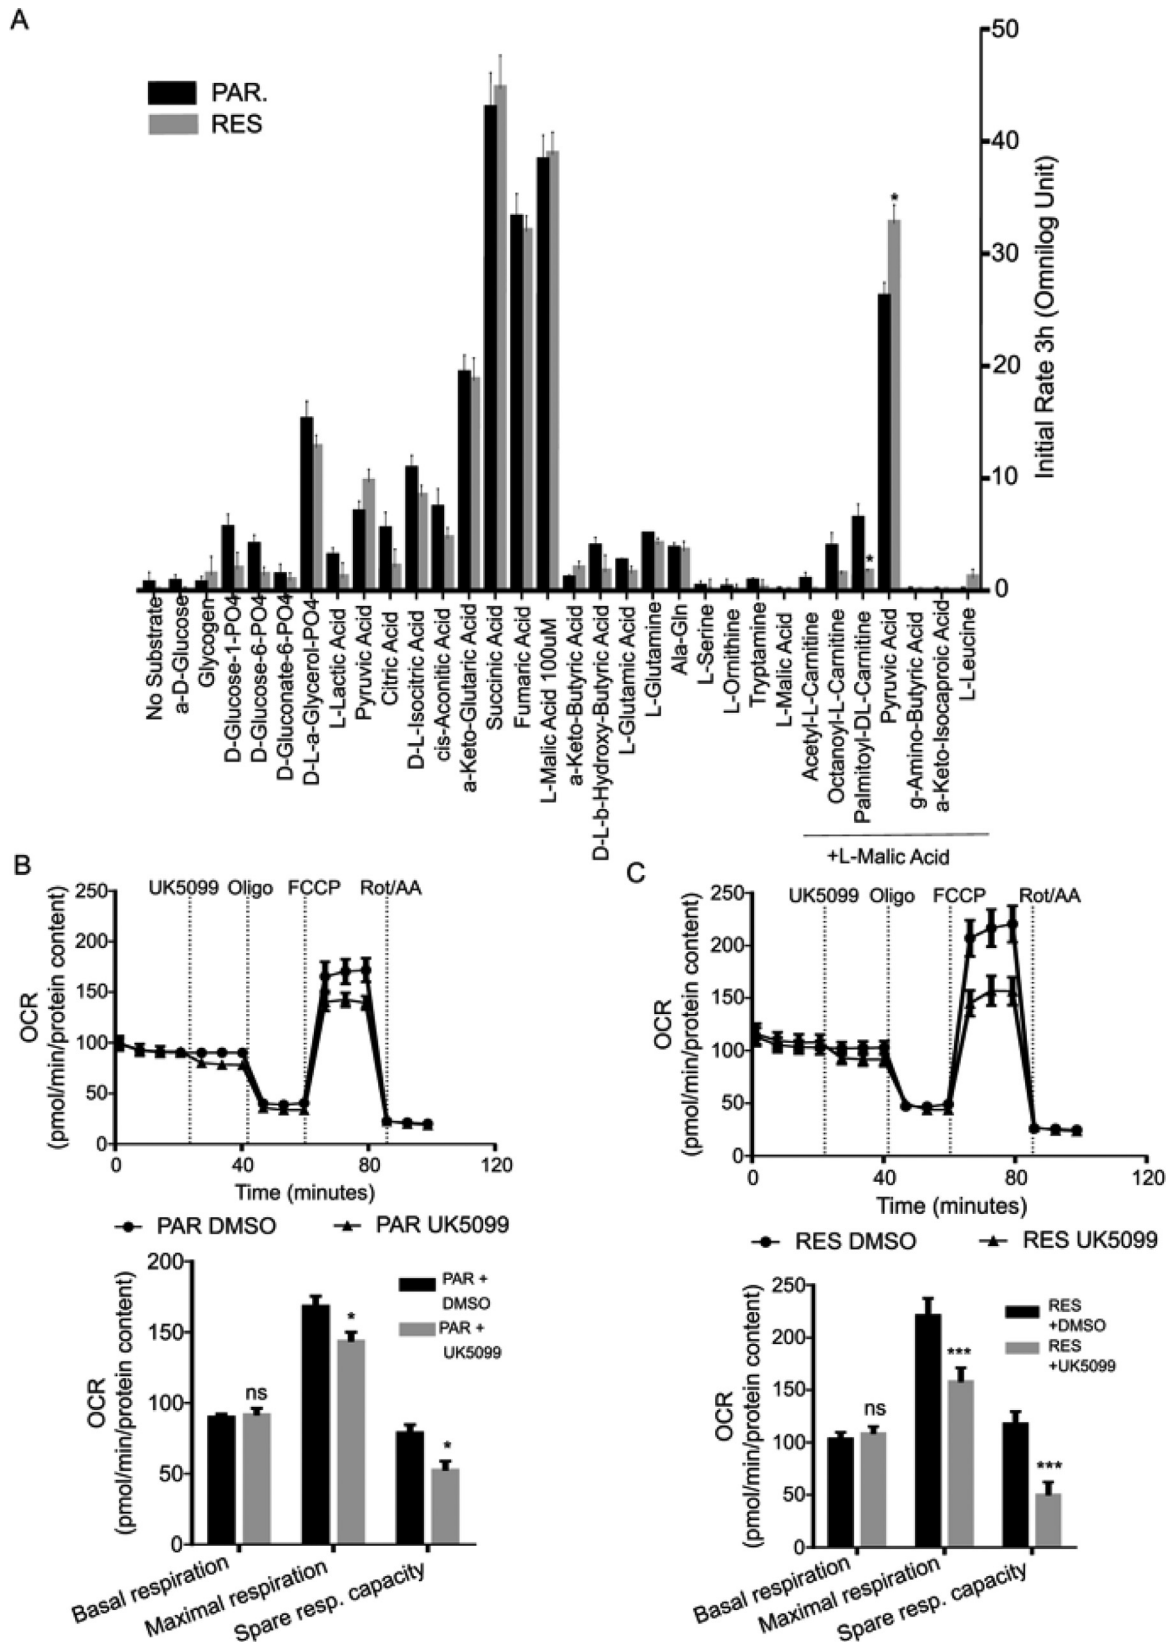 A
PAR.
RES
50
40
30
20
10
0
Initial Rate 3h (Omnilog Unit)
*
*
No Substrate
a-D-Glucose
Glycogen
D-Glucose-1-PO4
D-Glucose-6-PO4
D-Gluconate-6-PO4
D-L-a-Glycerol-PO4
L-Lactic Acid
Pyruvic Acid
Citric Acid
D-L-Isocitric Acid
cis-Aconitic Acid
a-Keto-Glutaric Acid
Succinic Acid
Fumaric Acid
L-Malic Acid 100uM
a-Keto-Butyric Acid
D-L-b-Hydroxy-Butyric Acid
L-Glutamic Acid
L-Glutamine
Ala-Gln
L-Serine
L-Ornithine
Tryptamine
L-Malic Acid
Acetyl-L-Carnitine
Octanoyl-L-Carnitine
Palmitoyl-DL-Carnitine
Pyruvic Acid
g-Amino-Butyric Acid
a-Keto-Isocaproic Acid
L-Leucine
+L-Malic Acid
B
UK5099 Oligo FCCP Rot/AA
OCR
(pmol/min/protein content)
250
200
150
100
50
0
0 40 80 120
Time (minutes)
PAR DMSO PAR UK5099
OCR
(pmol/min/protein content)
200
150
100
50
0
PAR +
DMSO
PAR +
UK5099
ns
*
*
Basal respiration
Maximal respiration
Spare resp. capacity
C
UK5099 Oligo FCCP Rot/AA
OCR
(pmol/min/protein content)
250
200
150
100
50
0
0 40 80 120
Time (minutes)
RES DMSO RES UK5099
OCR
(pmol/min/protein content)
250
200
150
100
50
0
RES
+DMSO
RES
+UK5099
ns
***
***
Basal respiration
Maximal respiration
Spare resp. capacity